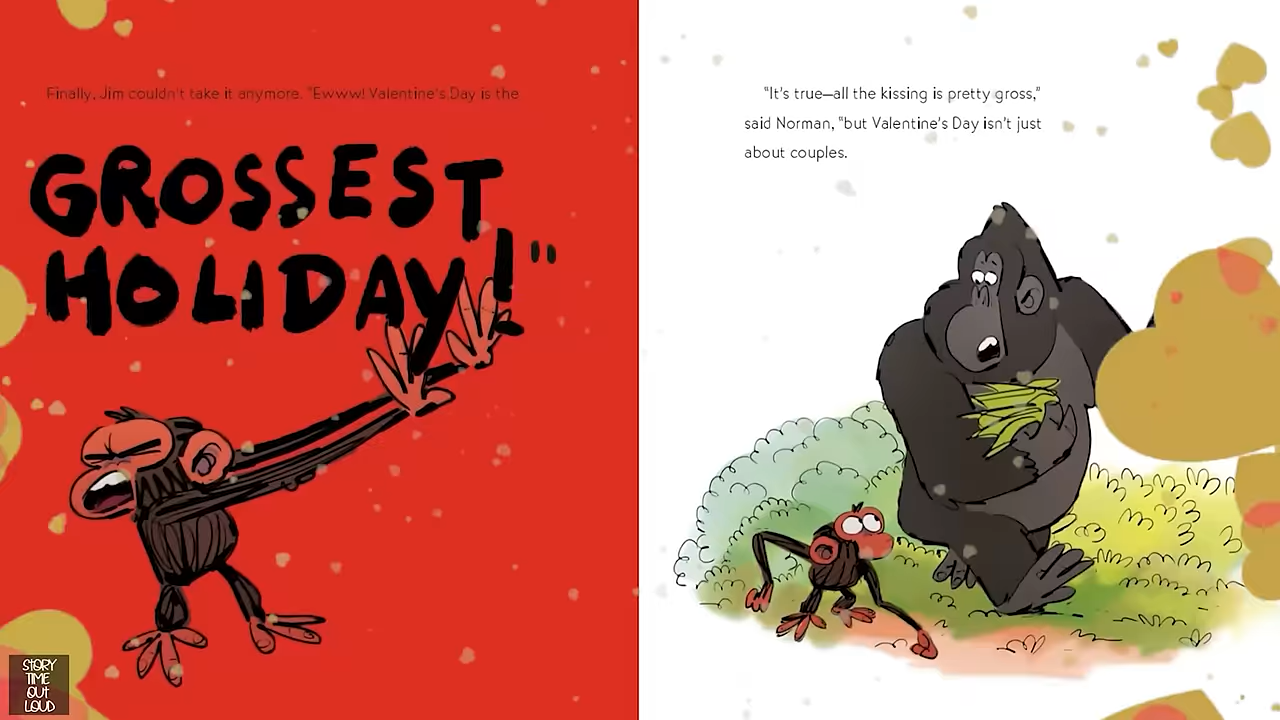 Finally, Jim couldn't take it anymore. "Ewww! Valentine's Day is the
GROSSEST
HOLIDAY!"
"It's true—all the kissing is pretty gross,"
said Norman, "but Valentine's Day isn't just
about couples.
STORY
TIME
OUT
LOUD